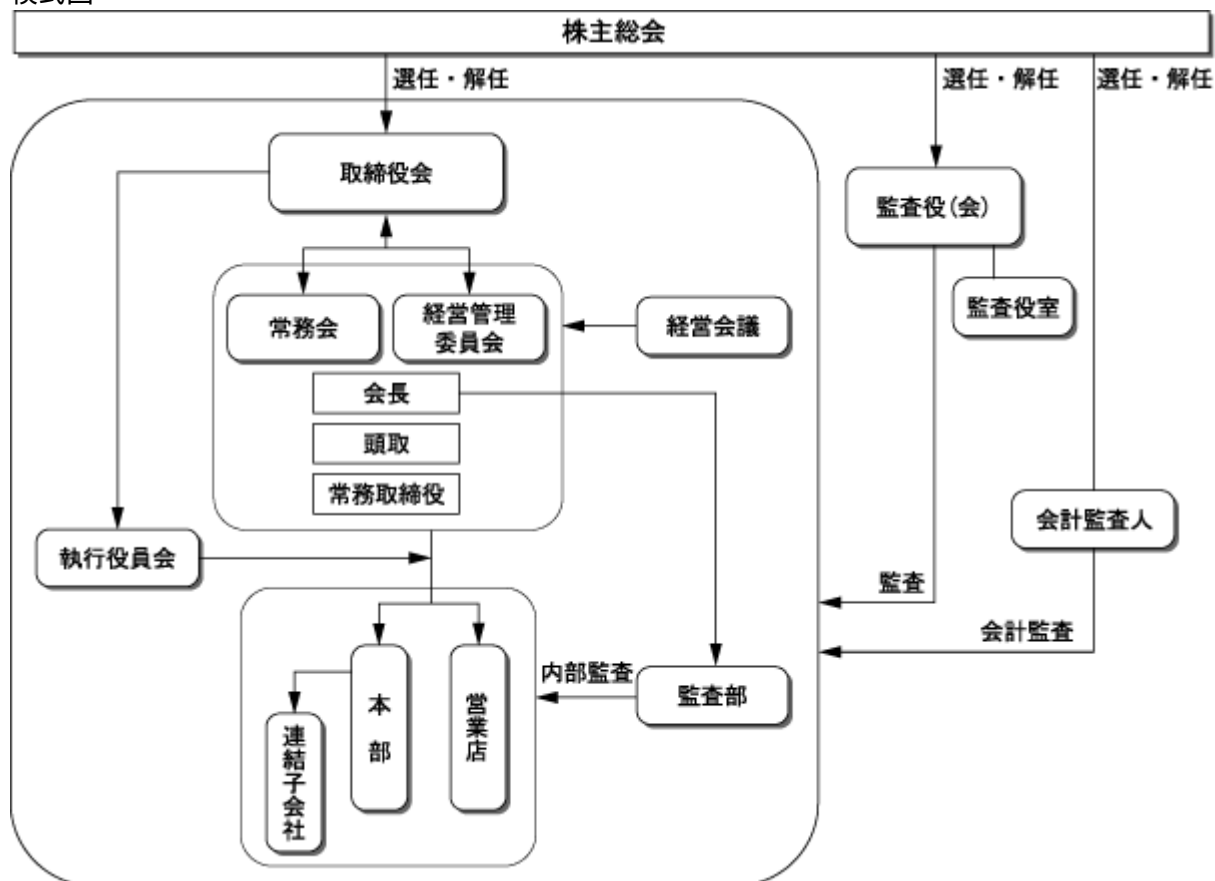 模式図
株主総会
選任・解任
選任・解任
選任・解任
取締役会
監査役(会)
監査役室
常務会
経営管理
委員会
経営会議
会長
頭取
常務取締役
会計監査人
執行役員会
監査
会計監査
内部監査
監査部
本部
営業店
連結子会社